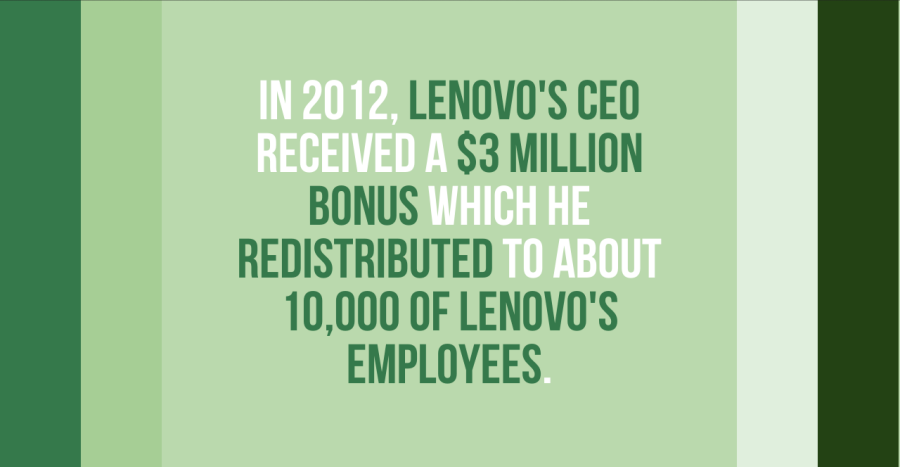 IN 2012, LENOVO'S CEO
RECEIVED A $3 MILLION
BONUS WHICH HE
REDISTRIBUTED TO ABOUT
10,000 OF LENOVO'S
EMPLOYEES.